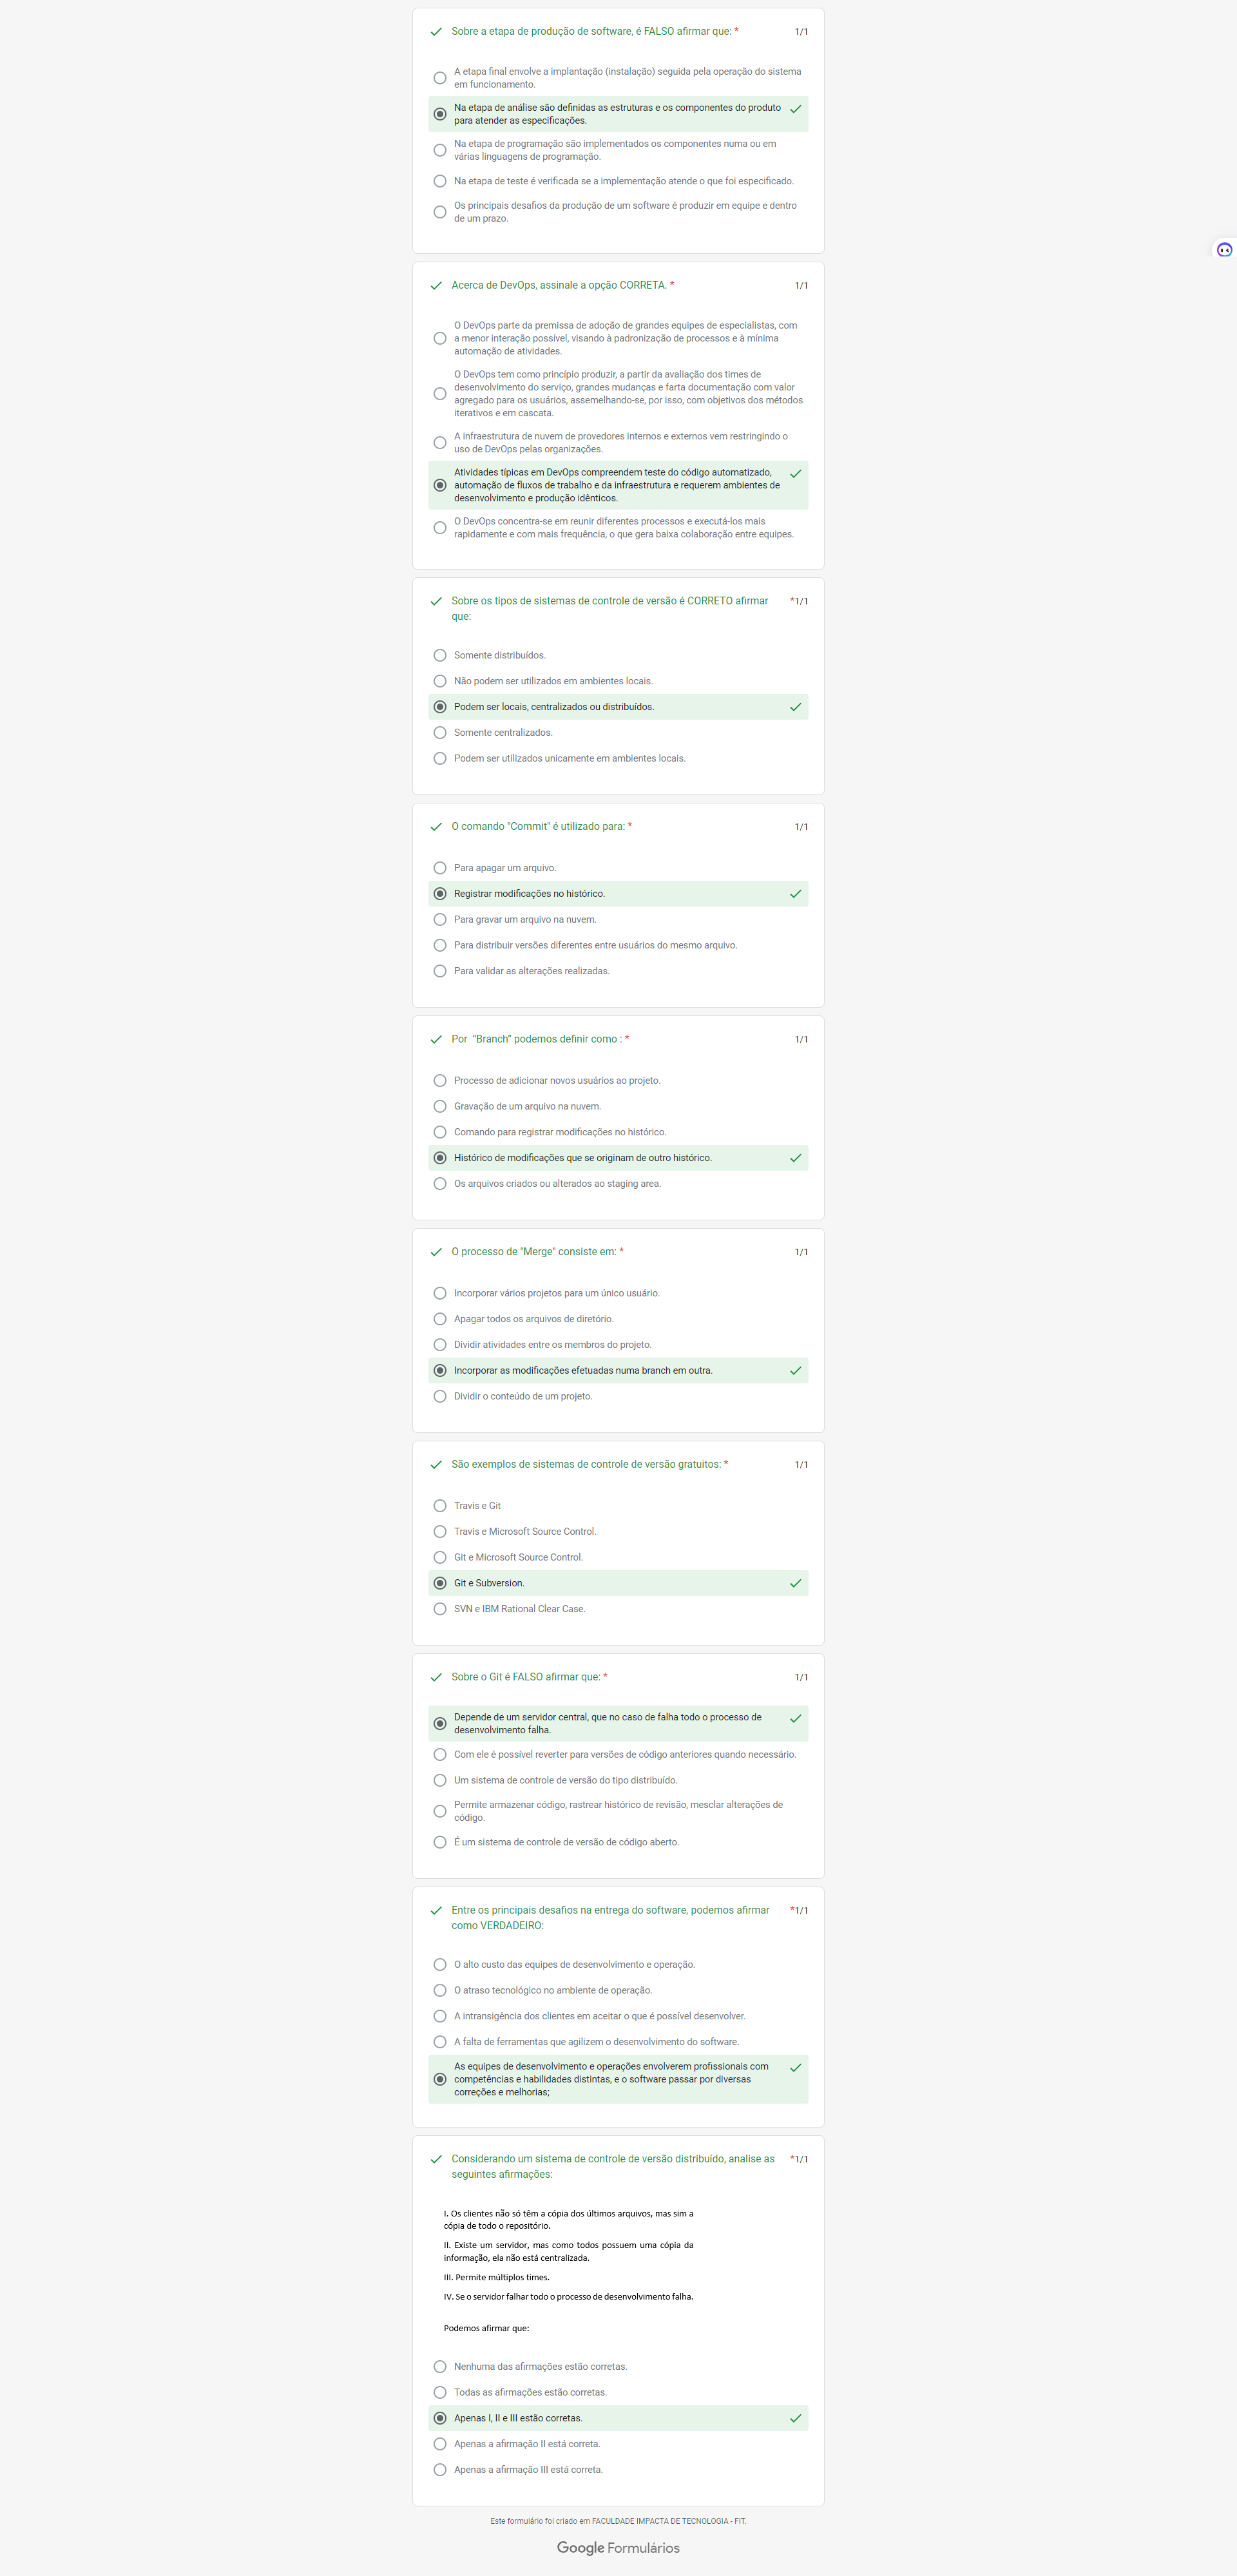 Sobre a etapa de produção de software, é FALSO afirmar que: *
1/1
A etapa final envolve a implantação (instalação) seguida pela operação do sistema
em funcionamento.
Na etapa de análise são definidas as estruturas e os componentes do produto
para atender as especificações.
Na etapa de programação são implementados os componentes numa ou em
várias linguagens de programação.
Na etapa de teste é verificada se a implementação atende o que foi especificado.
Os principais desafios da produção de um software é produzir em equipe e dentro
de um prazo.
Acerca de DevOps, assinale a opção CORRETA. *
1/1
O DevOps parte da premissa de adoção de grandes equipes de especialistas, com
a menor interação possível, visando à padronização de processos e à mínima
automação de atividades.
O DevOps tem como princípio produzir, a partir da avaliação dos times de
desenvolvimento do serviço, grandes mudanças e farta documentação com valor
agregado para os usuários, assemelhando-se, por isso, com objetivos dos métodos
iterativos e em cascata.
A infraestrutura de nuvem de provedores internos e externos vem restringindo o
uso de DevOps pelas organizações.
Atividades típicas em DevOps compreendem teste do código automatizado,
automação de fluxos de trabalho e da infraestrutura e requerem ambientes de
desenvolvimento e produção idênticos.
O DevOps concentra-se em reunir diferentes processos e executá-los mais
rapidamente e com mais frequência, o que gera baixa colaboração entre equipes.
Sobre os tipos de sistemas de controle de versão é CORRETO afirmar
que:
*1/1
Somente distribuídos.
Não podem ser utilizados em ambientes locais.
Podem ser locais, centralizados ou distribuídos.
Somente centralizados.
Podem ser utilizados unicamente em ambientes locais.
O comando "Commit" é utilizado para: *
1/1
Para apagar um arquivo.
Registrar modificações no histórico.
Para gravar um arquivo na nuvem.
Para distribuir versões diferentes entre usuários do mesmo arquivo.
Para validar as alterações realizadas.
Por “Branch” podemos definir como : *
1/1
Processo de adicionar novos usuários ao projeto.
Gravação de um arquivo na nuvem.
Comando para registrar modificações no histórico.
Histórico de modificações que se originam de outro histórico.
Os arquivos criados ou alterados ao staging area.
O processo de "Merge" consiste em: *
1/1
Incorporar vários projetos para um único usuário.
Apagar todos os arquivos de diretório.
Dividir atividades entre os membros do projeto.
Incorporar as modificações efetuadas numa branch em outra.
Dividir o conteúdo de um projeto.
São exemplos de sistemas de controle de versão gratuitos: *
1/1
Travis e Git
Travis e Microsoft Source Control.
Git e Microsoft Source Control.
Git e Subversion.
SVN e IBM Rational Clear Case.
Sobre o Git é FALSO afirmar que: *
1/1
Depende de um servidor central, que no caso de falha todo o processo de
desenvolvimento falha.
Com ele é possível reverter para versões de código anteriores quando necessário.
Um sistema de controle de versão do tipo distribuído.
Permite armazenar código, rastrear histórico de revisão, mesclar alterações de
código.
É um sistema de controle de versão de código aberto.
Entre os principais desafios na entrega do software, podemos afirmar
como VERDADEIRO:
*1/1
O alto custo das equipes de desenvolvimento e operação.
O atraso tecnológico no ambiente de operação.
A intransigência dos clientes em aceitar o que é possível desenvolver.
A falta de ferramentas que agilizem o desenvolvimento do software.
As equipes de desenvolvimento e operações envolverem profissionais com
competências e habilidades distintas, e o software passar por diversas
correções e melhorias;
Considerando um sistema de controle de versão distribuído, analise as
seguintes afirmações:
*1/1
I. Os clientes não só têm a cópia dos últimos arquivos, mas sim a
cópia de todo o repositório.
II. Existe um servidor, mas como todos possuem uma cópia da
informação, ela não está centralizada.
III. Permite múltiplos times.
IV. Se o servidor falhar todo o processo de desenvolvimento falha.
Podemos afirmar que:
Nenhuma das afirmações estão corretas.
Todas as afirmações estão corretas.
Apenas I, II e III estão corretas.
Apenas a afirmação II está correta.
Apenas a afirmação III está correta.
Este formulário foi criado em FACULDADE IMPACTA DE TECNOLOGIA - FIT.
Google Formulários